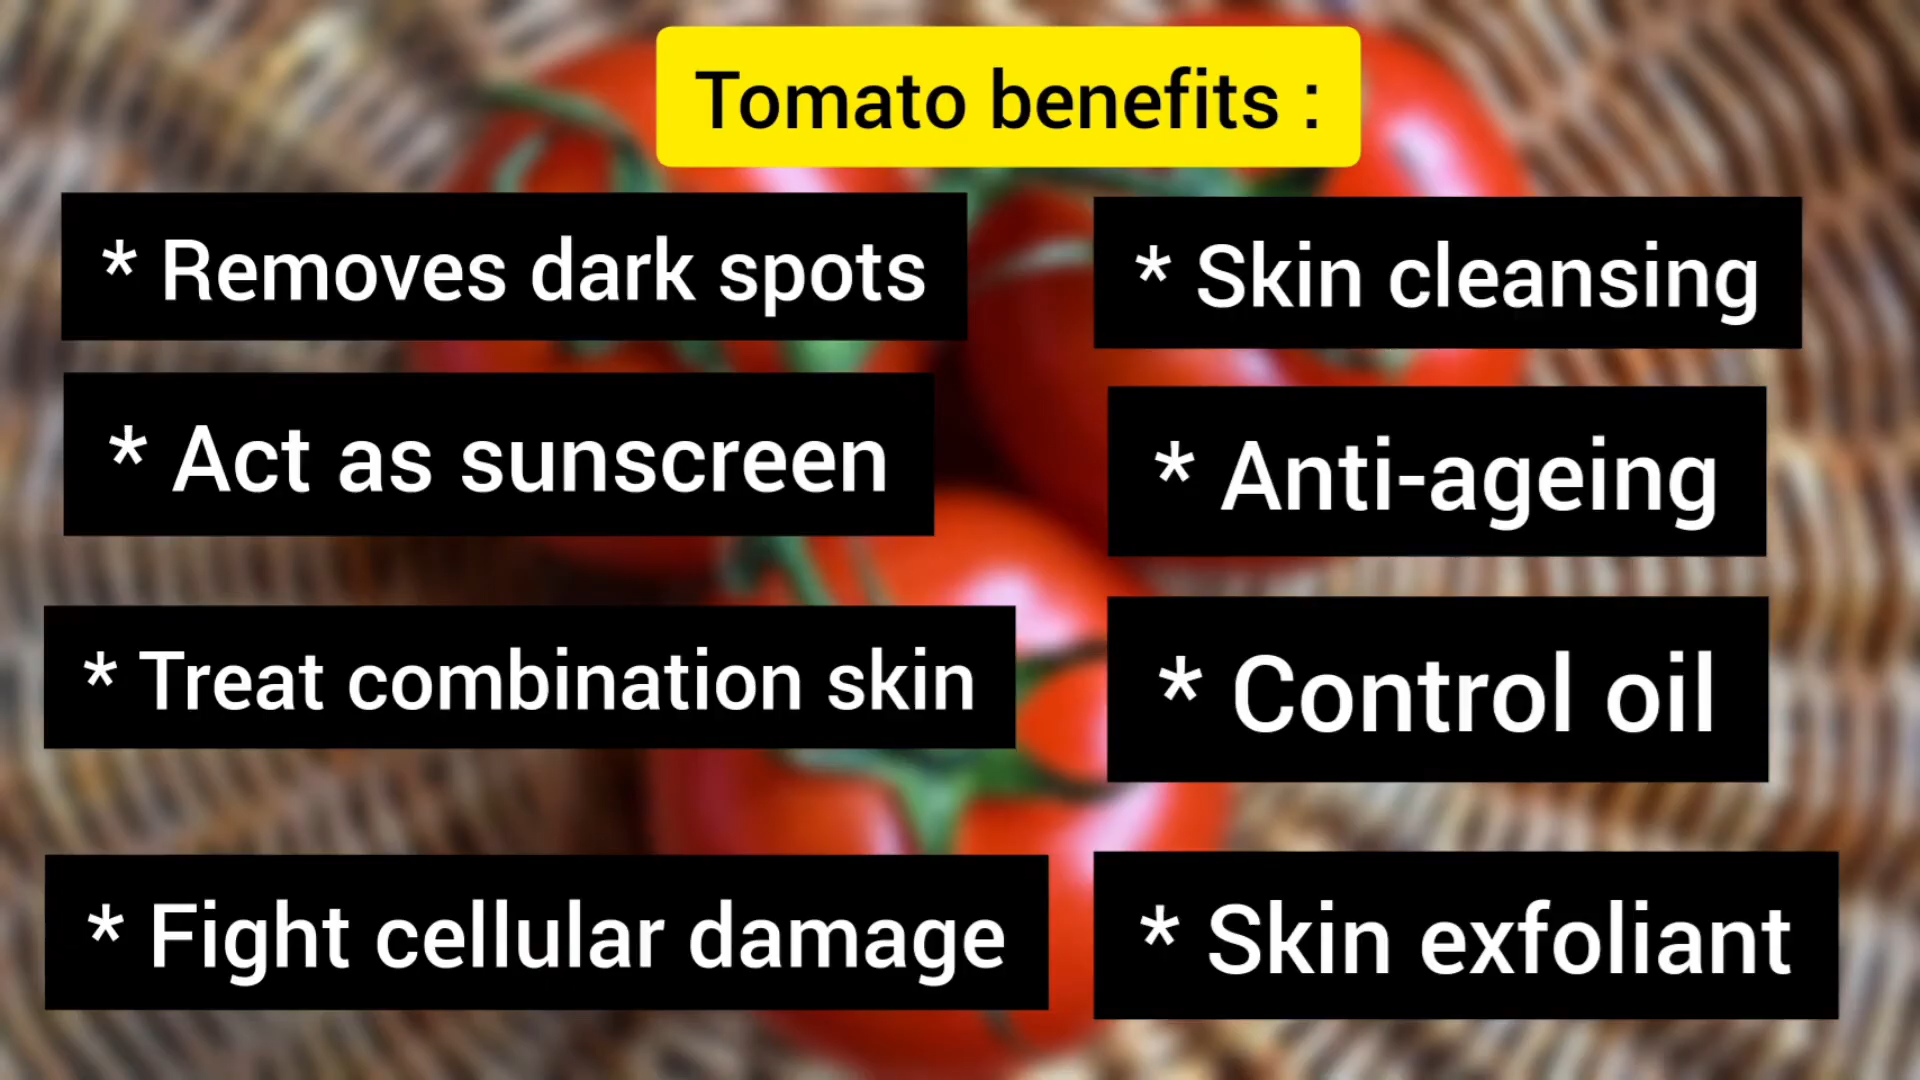 Tomato benefits :
* Removes dark spots
* Skin cleansing
* Act as sunscreen
* Anti-ageing
* Treat combination skin
* Control oil
* Fight cellular damage
* Skin exfoliant